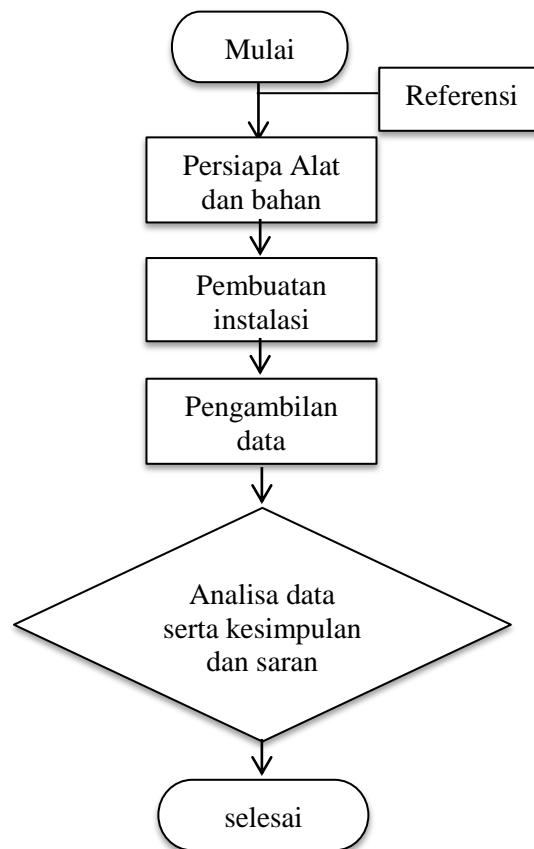 Mulai
Referensi
Persiapa Alat
dan bahan
Pembuatan
instalasi
Pengambilan
data
Analisa data
serta kesimpulan
dan saran
selesai